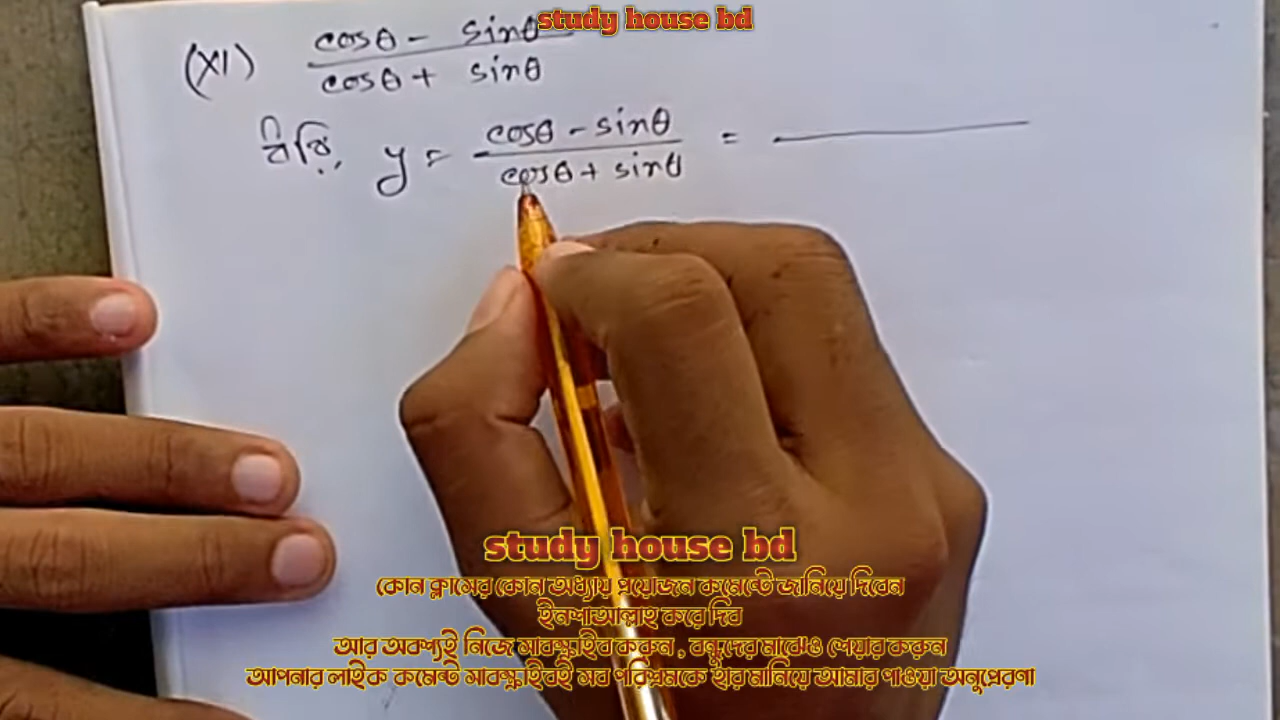 study house bd
(XI) cosθ - sinθ
cosθ + sinθ
ধরি, y = cosθ - sinθ =
cosθ + sinθ
study house bd
কোন ক্লাসের কোন অধ্যায় প্রয়োজন কমেন্টে জানিয়ে দিবেন
ইনশাআল্লাহ করে দিব
আর অবশ্যই নিজে সাবস্ক্রাইব করুন , বন্ধুদের মাঝেও শেয়ার করুন
আপনার লাইক কমেন্ট সাবস্ক্রাইবই সব পরিশ্রমকে হার মানিয়ে আমার পাওয়া অনুপ্রেরণা